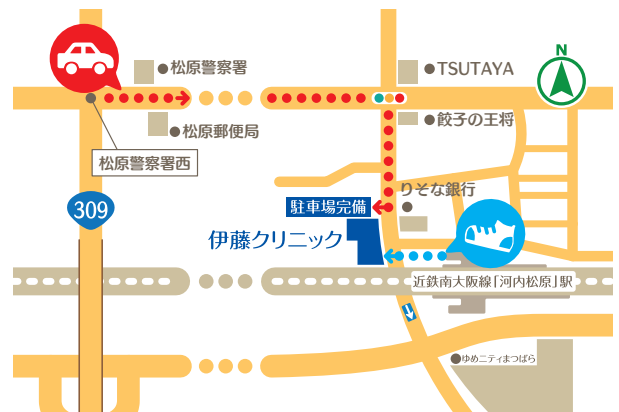 N
松原警察署
TSUTAYA
松原郵便局
餃子の王将
松原警察署西
りそな銀行
309
駐車場完備
伊藤クリニック
近鉄南大阪線「河内松原」駅
ゆめニティまつばら